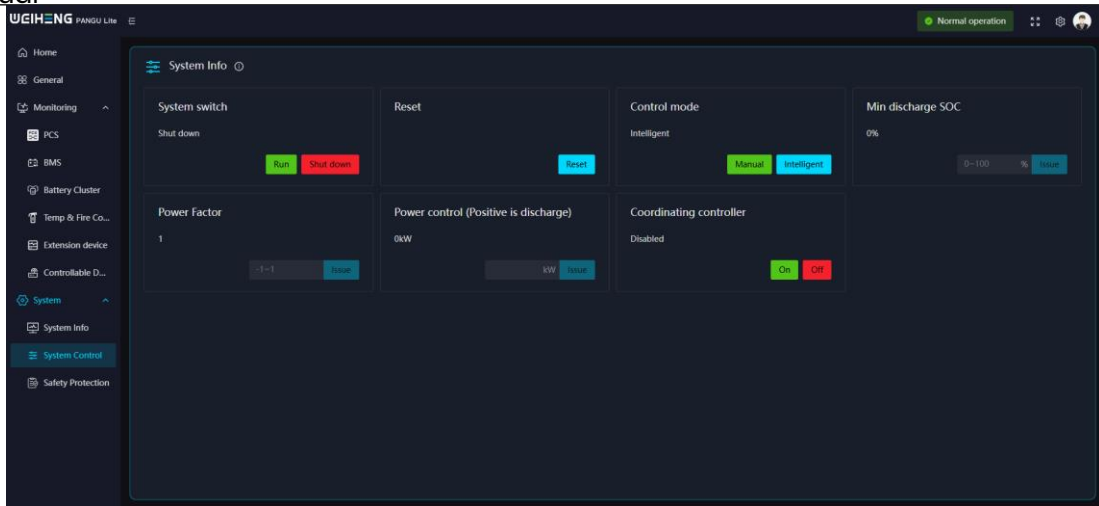 WEIHENG PANGU Lite
Normal operation
Home
General
Monitoring
PCS
BMS
Battery Cluster
Temp & Fire Co...
Extension device
Controllable D...
System
System Info
System Control
Safety Protection
System Info
System switch
Shut down
Run Shut down
Reset
Reset
Control mode
Intelligent
Manual Intelligent
Min discharge SOC
0%
0~100 % Issue
Power Factor
1
-1~1 Issue
Power control (Positive is discharge)
0kW
kW Issue
Coordinating controller
Disabled
On Off